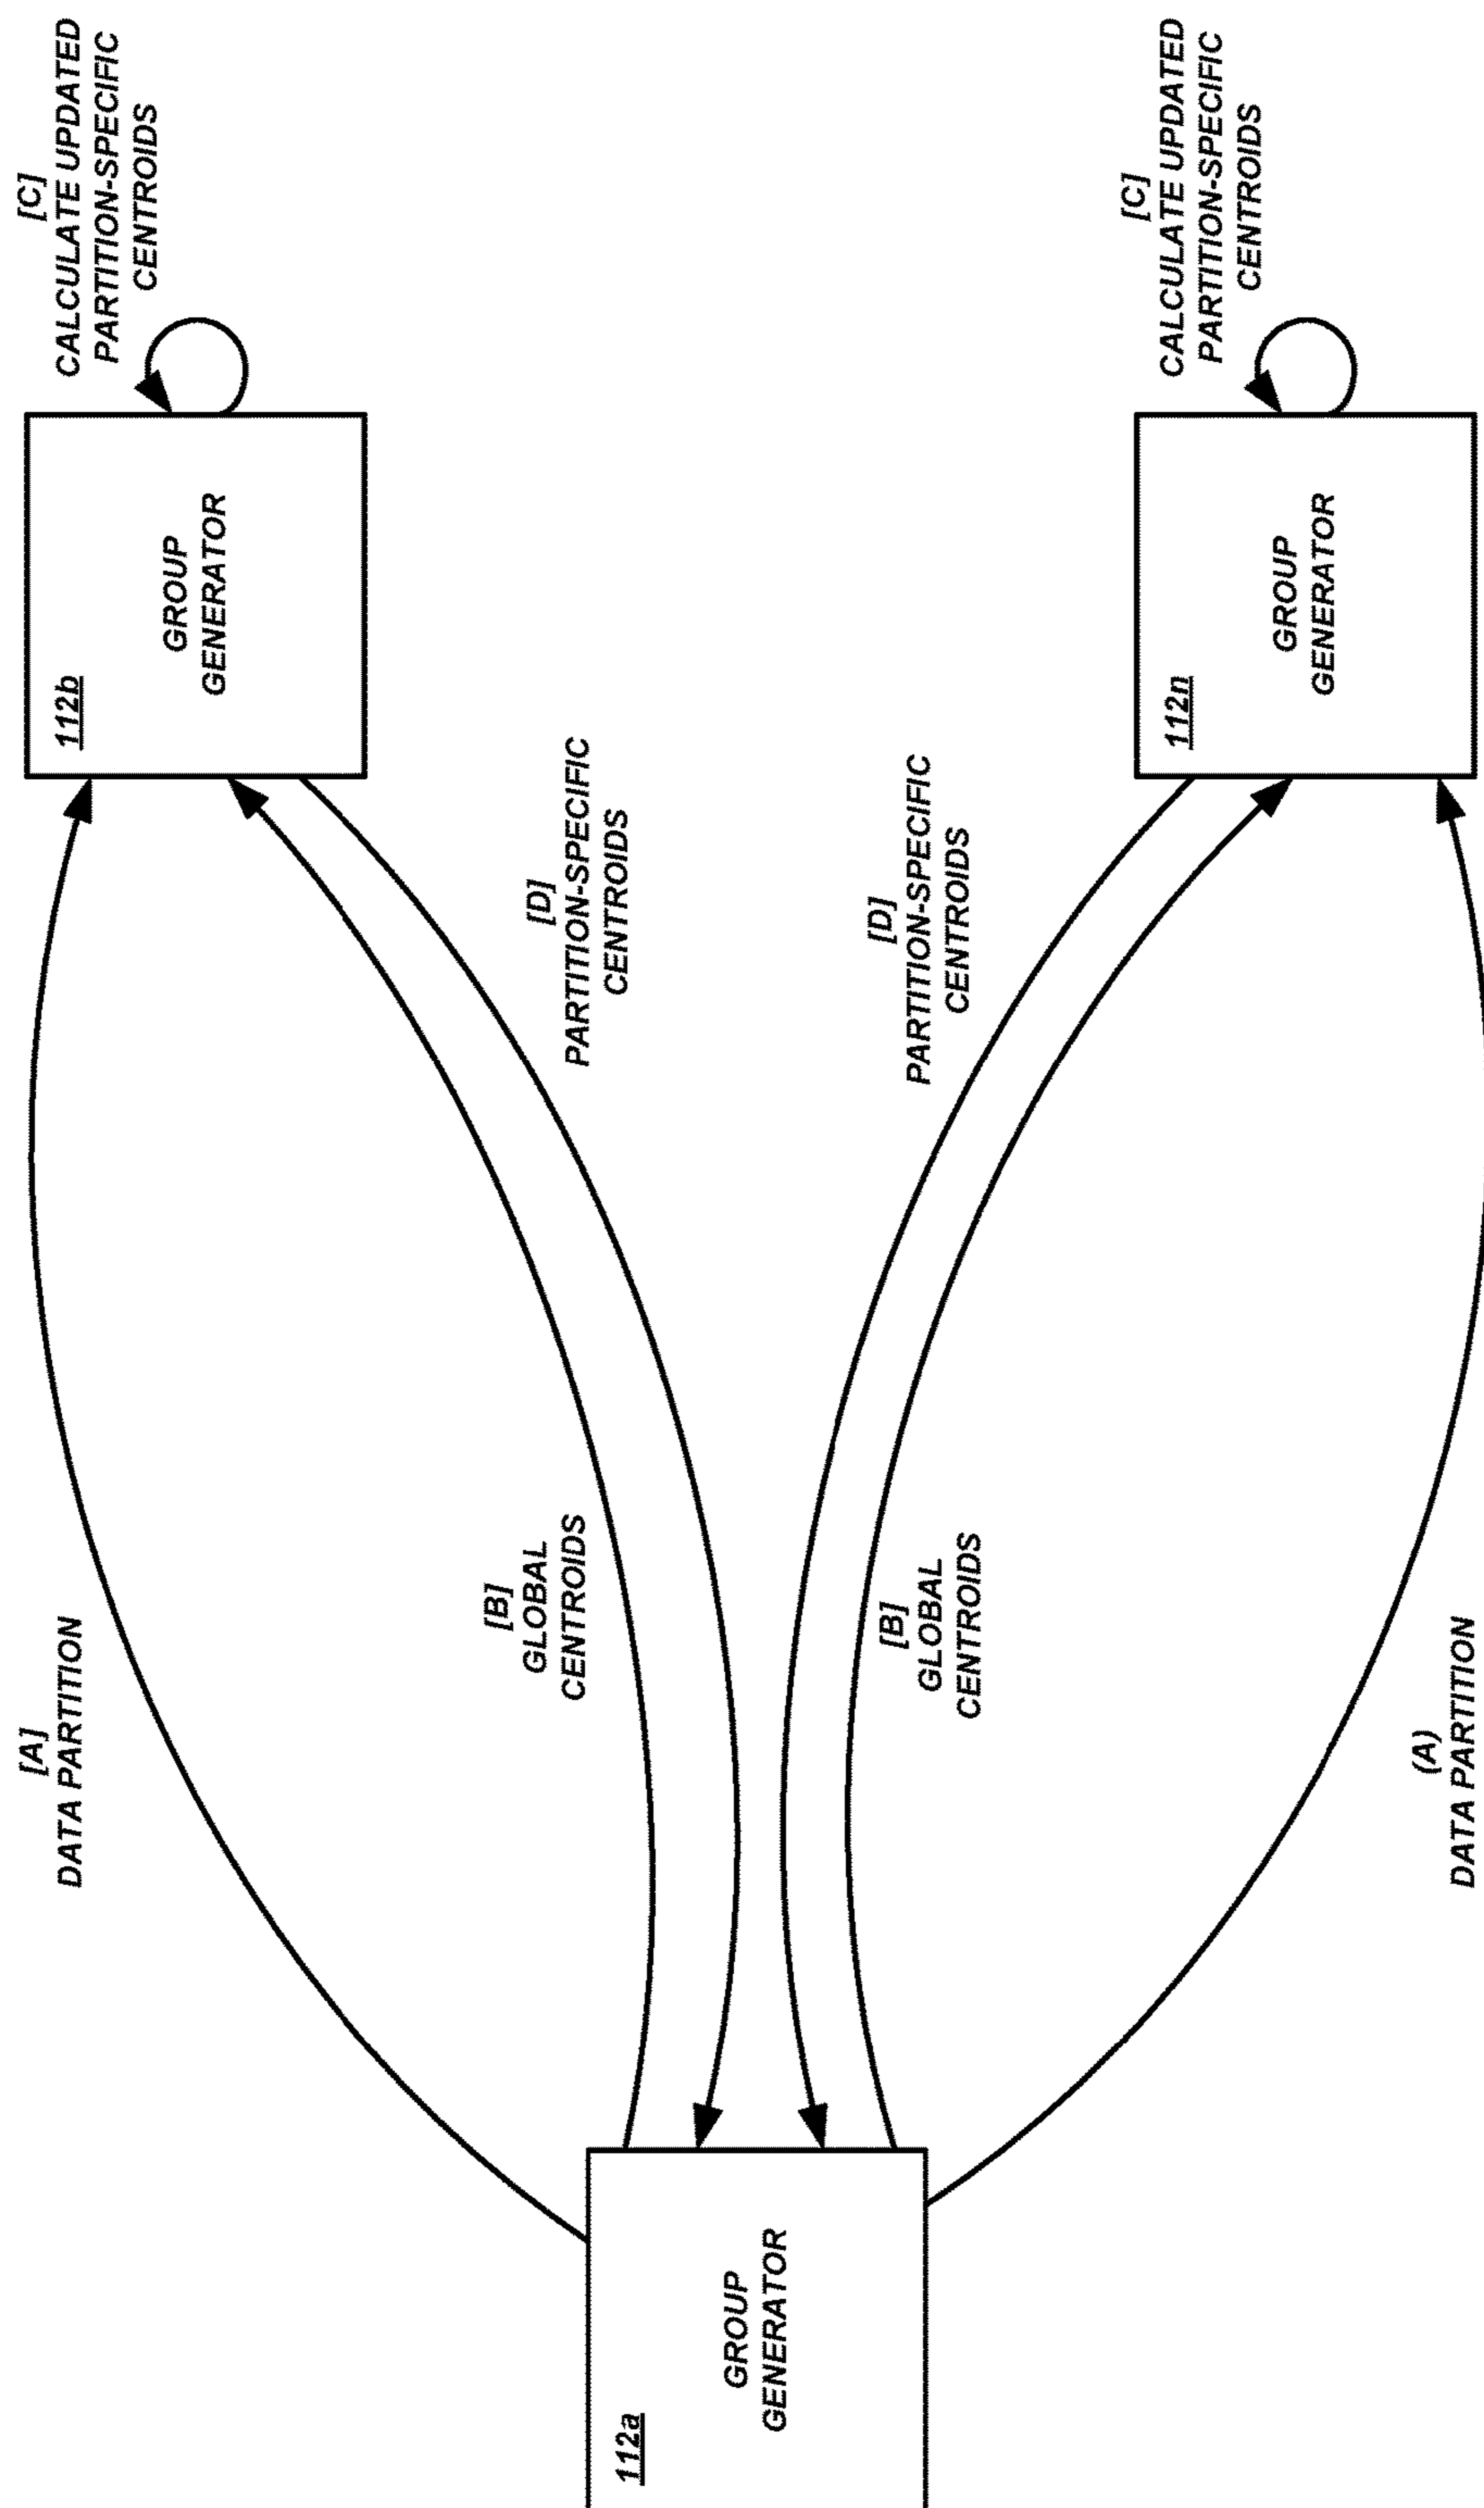 [A]
DATA PARTITION
112b
GROUP
GENERATOR
[C]
CALCULATE UPDATED
PARTITION-SPECIFIC
CENTROIDS
[B]
GLOBAL
CENTROIDS
[D]
PARTITION-SPECIFIC
CENTROIDS
112a
GROUP
GENERATOR
[D]
PARTITION-SPECIFIC
CENTROIDS
[B]
GLOBAL
CENTROIDS
112n
GROUP
GENERATOR
[C]
CALCULATE UPDATED
PARTITION-SPECIFIC
CENTROIDS
(A)
DATA PARTITION